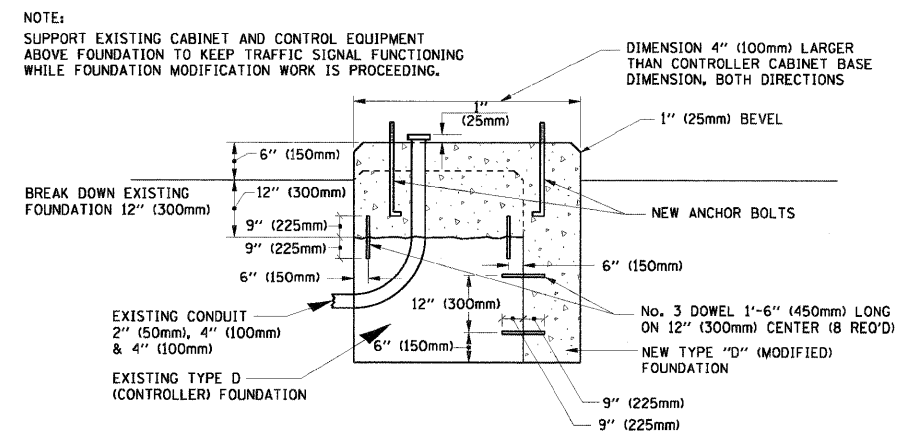 NOTE:
SUPPORT EXISTING CABINET AND CONTROL EQUIPMENT
ABOVE FOUNDATION TO KEEP TRAFFIC SIGNAL FUNCTIONING
WHILE FOUNDATION MODIFICATION WORK IS PROCEEDING.
DIMENSION 4" (100mm) LARGER
THAN CONTROLLER CABINET BASE
DIMENSION, BOTH DIRECTIONS
1"
(25mm)
1" (25mm) BEVEL
6" (150mm)
BREAK DOWN EXISTING
FOUNDATION 12" (300mm)
12" (300mm)
NEW ANCHOR BOLTS
9" (225mm)
9" (225mm)
6" (150mm)
6" (150mm)
12" (300mm)
EXISTING CONDUIT
2" (50mm), 4" (100mm)
& 4" (100mm)
No. 3 DOWEL 1'-6" (450mm) LONG
ON 12" (300mm) CENTER (8 REO'D)
6" (150mm)
NEW TYPE "D" (MODIFIED)
FOUNDATION
EXISTING TYPE D
(CONTROLLER) FOUNDATION
9" (225mm)
9" (225mm)